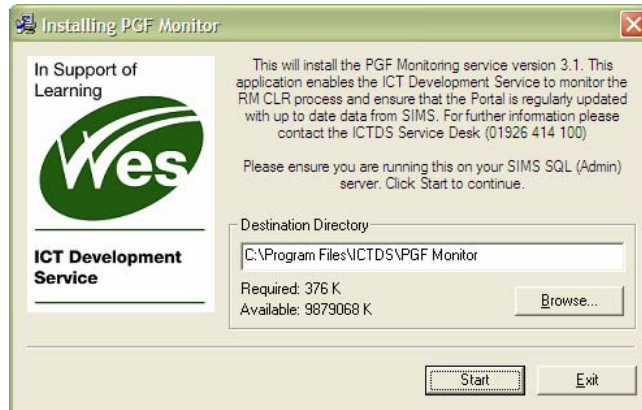 Installing PGF Monitor
In Support of
Learning
Wes
ICT Development
Service
This will install the PGF Monitoring service version 3.1. This
application enables the ICT Development Service to monitor the
RM CLR process and ensure that the Portal is regularly updated
with up to date data from SIMS. For further information please
contact the ICTDS Service Desk (01926 414 100)
Please ensure you are running this on your SIMS SQL (Admin)
server. Click Start to continue.
Destination Directory
C:\Program Files\ICTDS\PGF Monitor
Required: 376 K
Available: 9879068 K
Browse...
Start
Exit